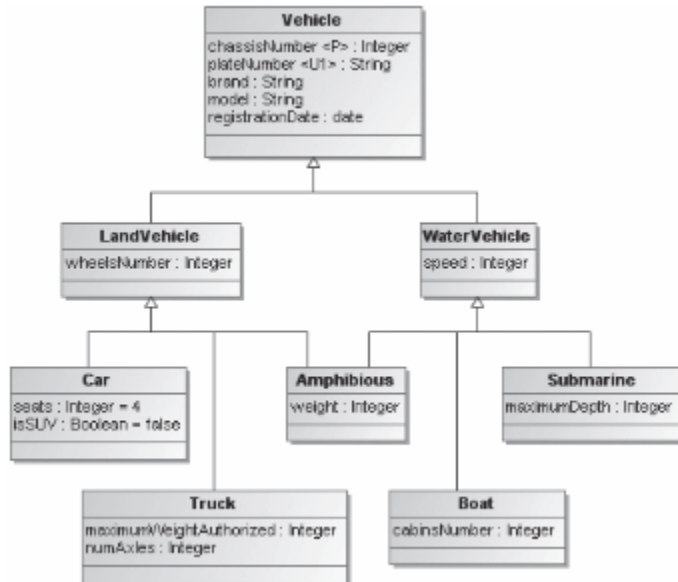 Vehicle
chassisNumber <P> : Integer
plateNumber <U1> : String
brand : String
model : String
registrationDate : date
LandVehicle
wheelsNumber : Integer
WaterVehicle
speed : Integer
Car
seats : Integer = 4
isSUV : Boolean = false
Amphibious
weight : Integer
Submarine
maximumDepth : Integer
Truck
maximumWeightAuthorized : Integer
numAxles : Integer
Boat
cabinsNumber : Integer